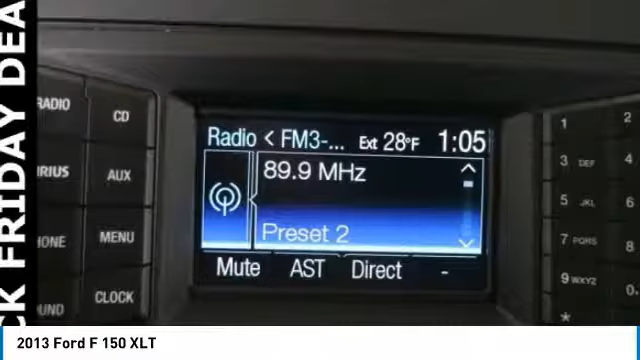 CK FRIDAY DEA
RADIO
CD
IRIUS
AUX
HONE
MENU
OUND
CLOCK
Radio < FM3-... Ext 28°F 1:05
89.9 MHz
Preset 2
Mute AST Direct -
1 2
3 DEF 4
5 JKL 6
7 PQRS 8
9 WXYZ 0
*
2013 Ford F 150 XLT